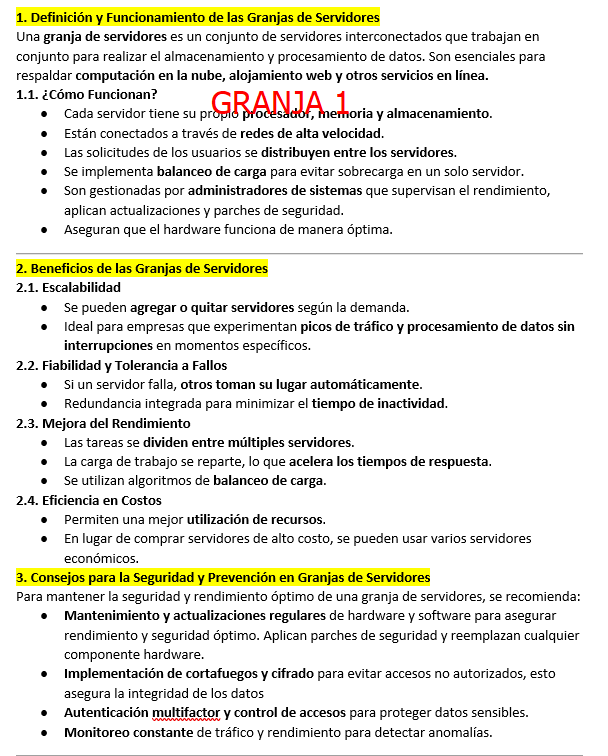 1. Definición y Funcionamiento de las Granjas de Servidores
Una granja de servidores es un conjunto de servidores interconectados que trabajan en
conjunto para realizar el almacenamiento y procesamiento de datos. Son esenciales para
respaldar computación en la nube, alojamiento web y otros servicios en línea.
1.1. ¿Cómo Funcionan?
GRANJA 1
● Cada servidor tiene su propio procesador, memoria y almacenamiento.
● Están conectados a través de redes de alta velocidad.
● Las solicitudes de los usuarios se distribuyen entre los servidores.
● Se implementa balanceo de carga para evitar sobrecarga en un solo servidor.
● Son gestionadas por administradores de sistemas que supervisan el rendimiento,
aplican actualizaciones y parches de seguridad.
● Aseguran que el hardware funciona de manera óptima.
2. Beneficios de las Granjas de Servidores
2.1. Escalabilidad
● Se pueden agregar o quitar servidores según la demanda.
● Ideal para empresas que experimentan picos de tráfico y procesamiento de datos sin
interrupciones en momentos específicos.
2.2. Fiabilidad y Tolerancia a Fallos
● Si un servidor falla, otros toman su lugar automáticamente.
● Redundancia integrada para minimizar el tiempo de inactividad.
2.3. Mejora del Rendimiento
● Las tareas se dividen entre múltiples servidores.
● La carga de trabajo se reparte, lo que acelera los tiempos de respuesta.
● Se utilizan algoritmos de balanceo de carga.
2.4. Eficiencia en Costos
● Permiten una mejor utilización de recursos.
● En lugar de comprar servidores de alto costo, se pueden usar varios servidores
económicos.
3. Consejos para la Seguridad y Prevención en Granjas de Servidores
Para mantener la seguridad y rendimiento óptimo de una granja de servidores, se recomienda:
● Mantenimiento y actualizaciones regulares de hardware y software para asegurar
rendimiento y seguridad óptimo. Aplican parches de seguridad y reemplazan cualquier
componente hardware.
● Implementación de cortafuegos y cifrado para evitar accesos no autorizados, esto
asegura la integridad de los datos
● Autenticación multifactor y control de accesos para proteger datos sensibles.
● Monitoreo constante de tráfico y rendimiento para detectar anomalías.